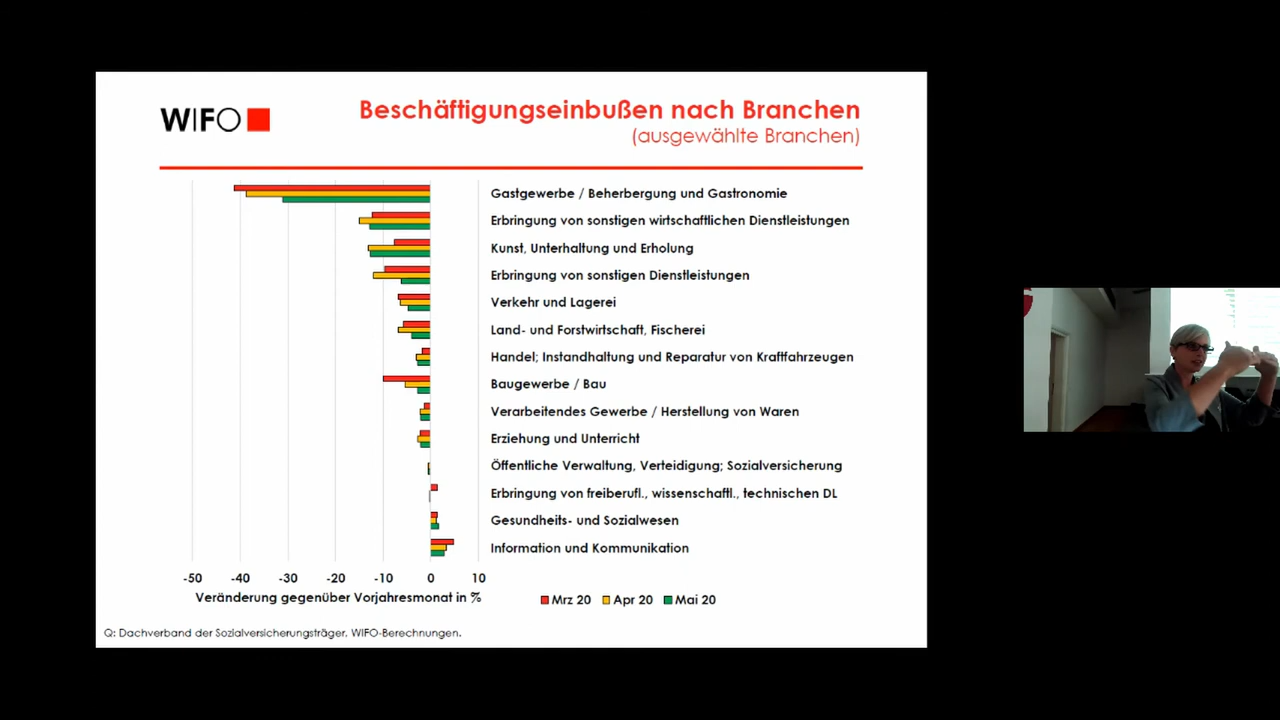 WIFO
Beschäftigungseinbußen nach Branchen
(ausgewählte Branchen)
Gastgewerbe / Beherbergung und Gastronomie
Erbringung von sonstigen wirtschaftlichen Dienstleistungen
Kunst, Unterhaltung und Erholung
Erbringung von sonstigen Dienstleistungen
Verkehr und Lagerei
Land- und Forstwirtschaft, Fischerei
Handel; Instandhaltung und Reparatur von Kraftfahrzeugen
Baugewerbe / Bau
Verarbeitendes Gewerbe / Herstellung von Waren
Erziehung und Unterricht
Öffentliche Verwaltung, Verteidigung; Sozialversicherung
Erbringung von freiberufl., wissenschaftl., technischen DL
Gesundheits- und Sozialwesen
Information und Kommunikation
-50 -40 -30 -20 -10 0 10
Veränderung gegenüber Vorjahresmonat in %
Mrz 20 Apr 20 Mai 20
Q: Dachverband der Sozialversicherungsträger, WIFO-Berechnungen.